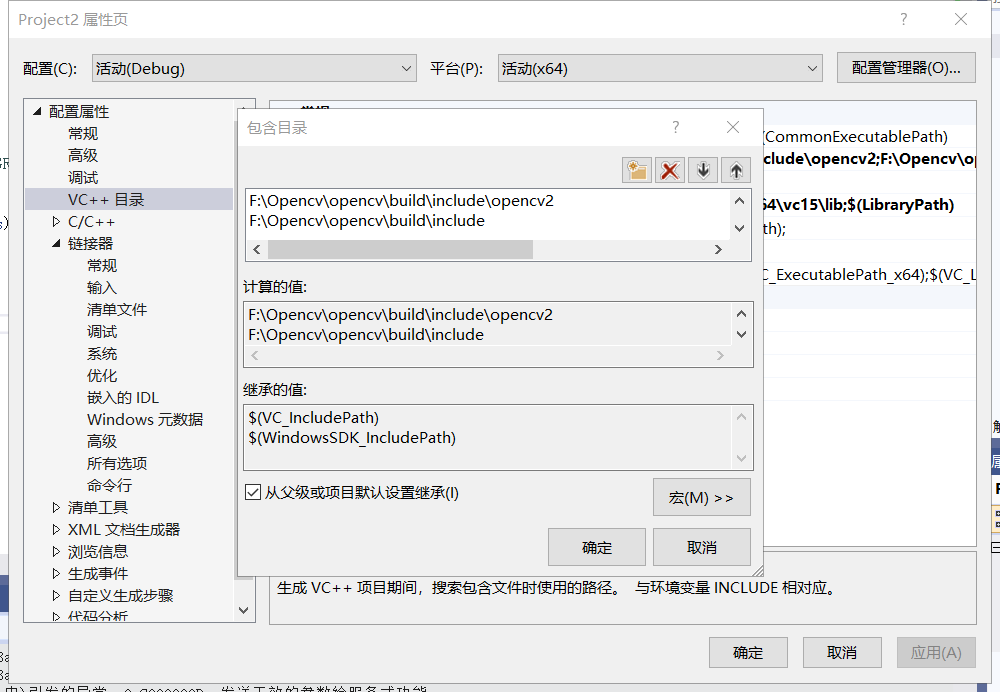 Project2 属性页
配置(C): 活动(Debug) 平台(P): 活动(x64) 配置管理器(O)...
配置属性
常规
高级
调试
VC++ 目录
C/C++
链接器
常规
输入
清单文件
调试
系统
优化
嵌入的 IDL
Windows 元数据
高级
所有选项
命令行
清单工具
XML 文档生成器
浏览信息
生成事件
自定义生成步骤
代码分析
常规
(CommonExecutablePath)
clude\opencv2;F:\Opencv\op
64\vc15\lib;$(LibraryPath)
th);
C_ExecutablePath_x64);$(VC_L
包含目录
F:\Opencv\opencv\build\include\opencv2
F:\Opencv\opencv\build\include
计算的值:
F:\Opencv\opencv\build\include\opencv2
F:\Opencv\opencv\build\include
继承的值:
$(VC_IncludePath)
$(WindowsSDK_IncludePath)
从父级或项目默认设置继承(I)
宏(M) >>
确定 取消
生成 VC++ 项目期间，搜索包含文件时使用的路径。 与环境变量 INCLUDE 相对应。
确定 取消 应用(A)